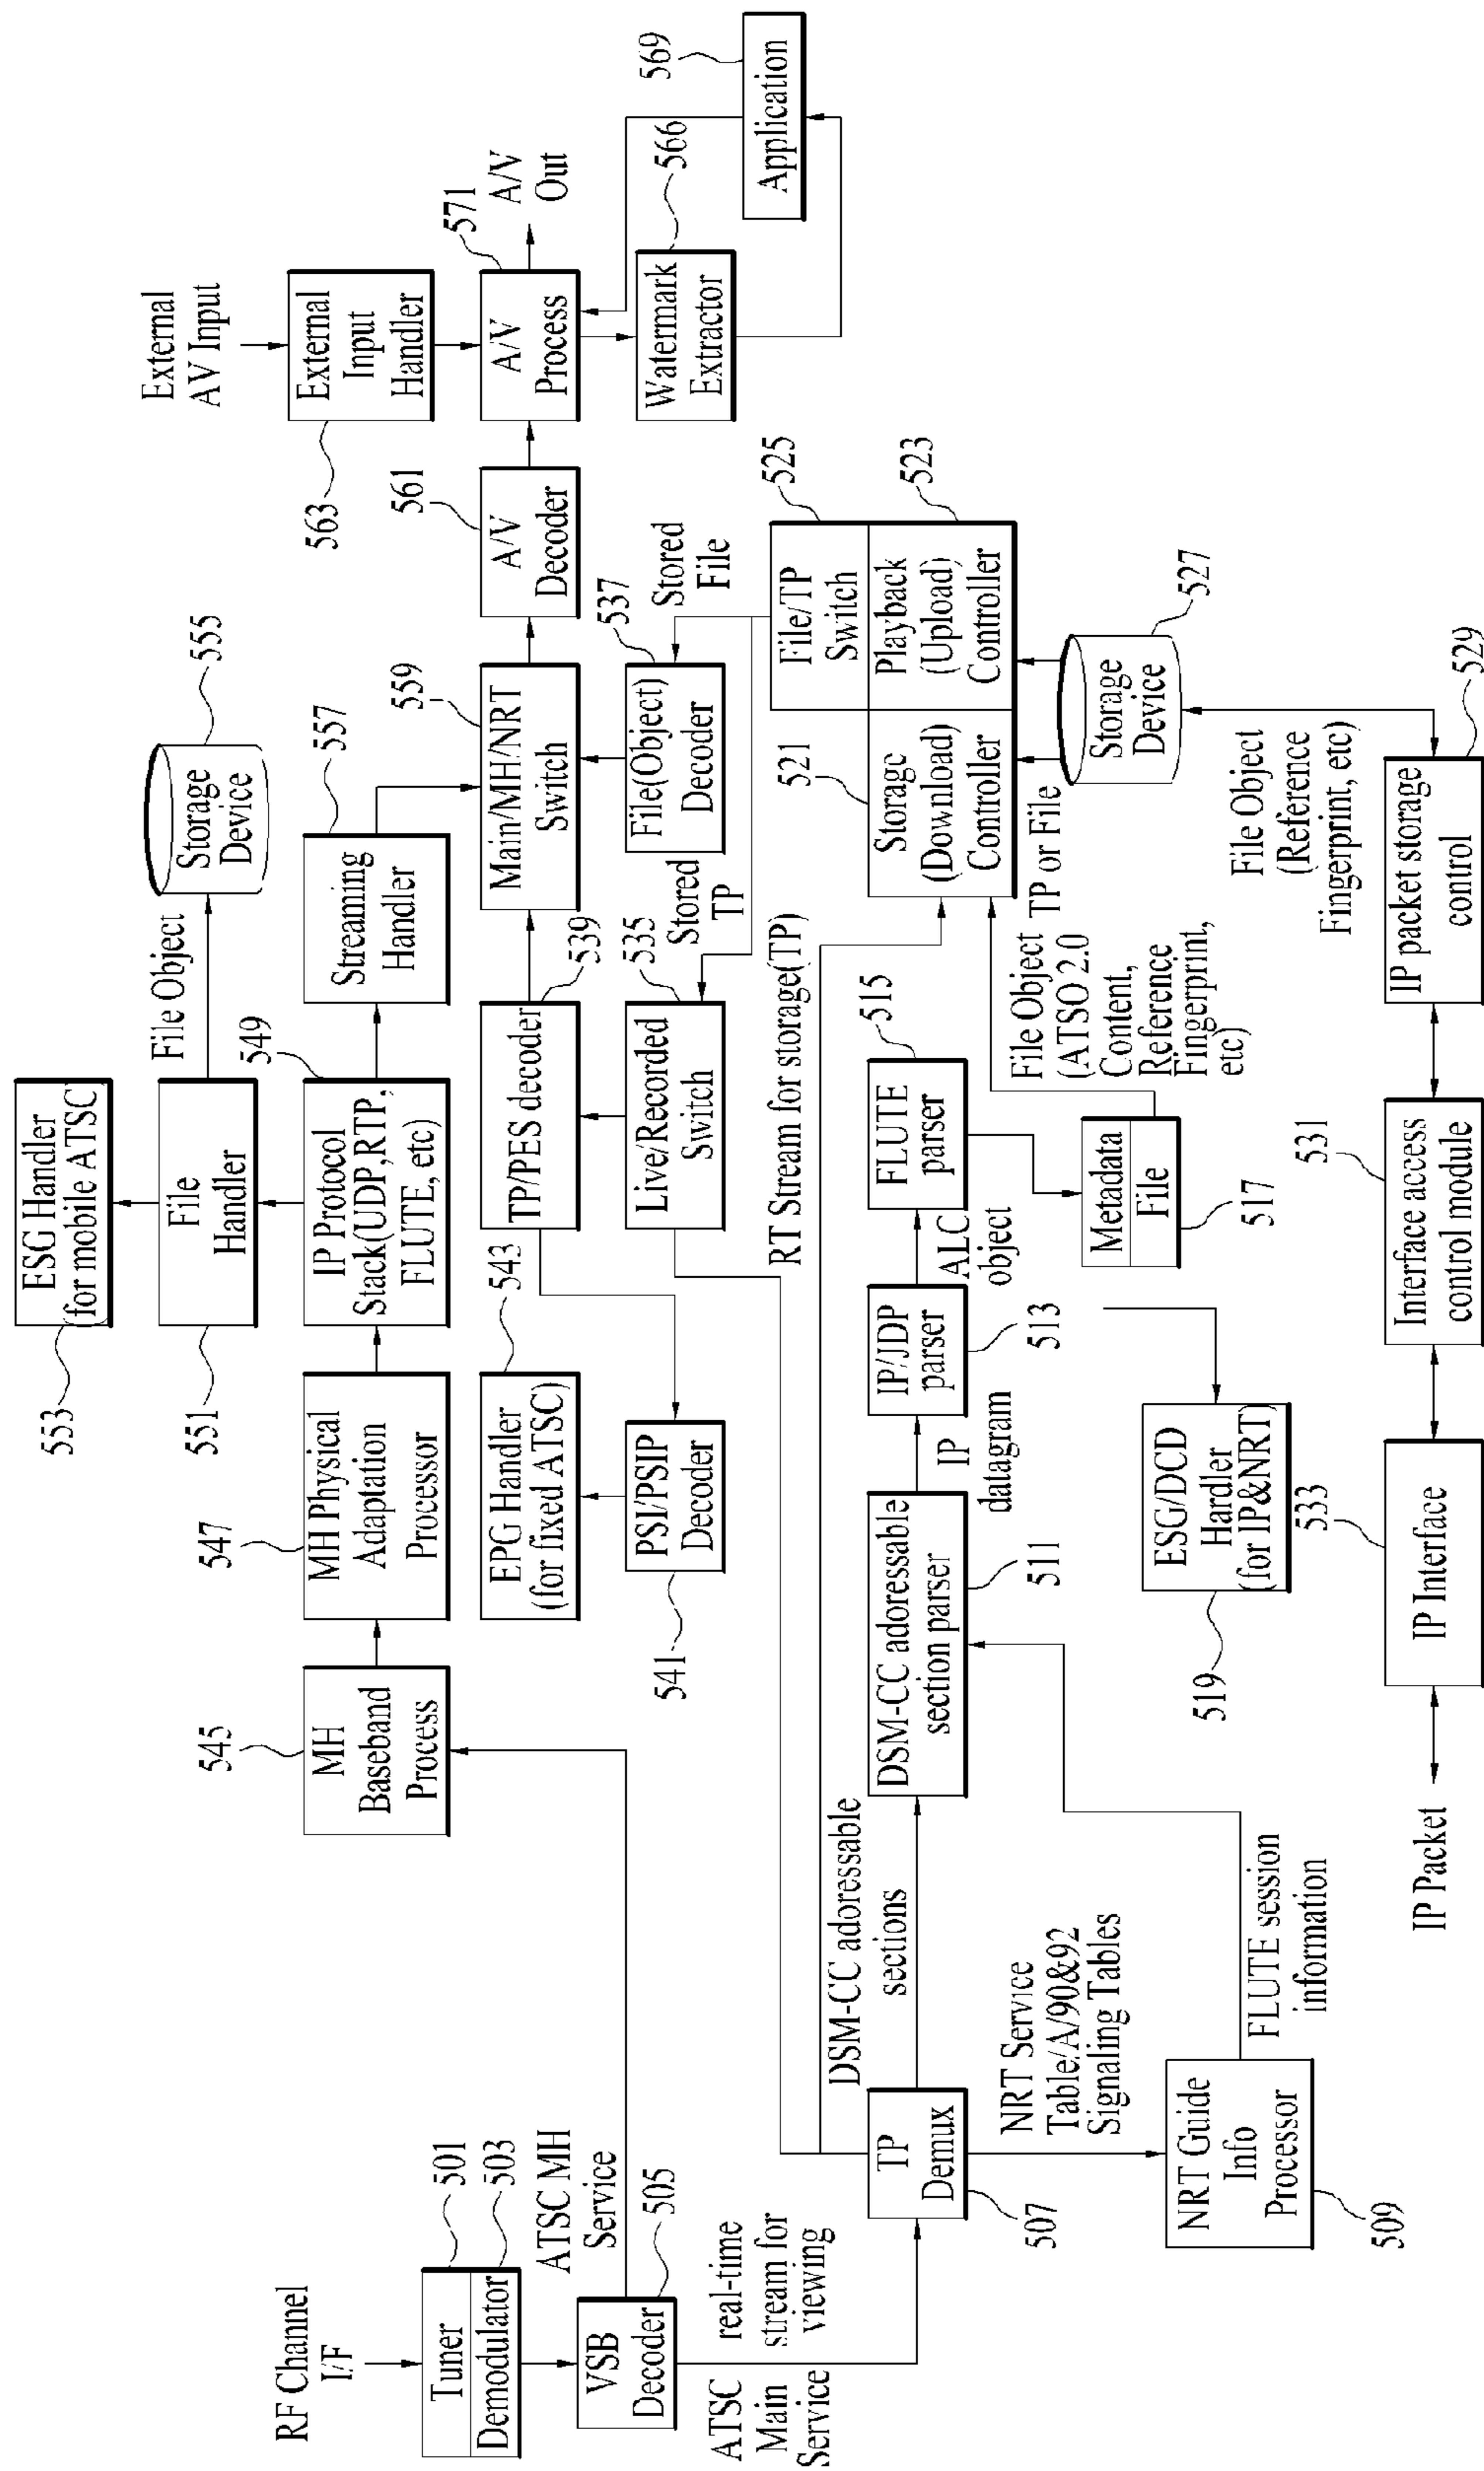 RF Channel
I/F
501
Tuner
Demodulator
503
ATSC MH
Service
VSB
Decoder
505
ATSC
Main
Service
real-time
stream for
viewing
545
MH
Baseband
Process
547
MH Physical
Adaptation
Processor
553
ESG Handler
(for mobile ATSC)
551
File
Handler
File Object
555
Storage
Device
549
IP Protocol
Stack(UDP,RTP,
FLUTE, etc)
557
Streaming
Handler
543
EPG Handler
(for fixed ATSC)
541
PSI/PSIP
Decoder
539
TP/PES decoder
535
Live/Recorded
Switch
Stored
TP
559
Main/MH/NRT
Switch
537
File(Object)
Decoder
Stored
File
561
A/V
Decoder
External
AV Input
563
External
Input
Handler
571
A/V
Process
A/V
Out
566
Watermark
Extractor
569
Application
507
TP
Demux
DSM-CC adoressable
sections
NRT Service
Table/A/90&92
Signaling Tables
509
NRT Guide
Info
Processor
FLUTE session
information
511
DSM-CC adoressable
section parser
IP
datagram
513
IP/JDP
parser
ALC
object
515
FLUTE
parser
517
Metadata
File
RT Stream for storage(TP)
File Object
(ATSO 2.0
Content,
Reference
Fingerprint,
etc)
TP or File
521
Storage
(Download)
Controller
525
File/TP
Switch
523
Playback
(Upload)
Controller
527
Storage
Device
519
ESG/DCD
Hardler
(for IP&NRT)
File Object
(Reference
Fingerprint, etc)
IP Packet
533
IP Interface
531
Interface access
control module
529
IP packet storage
control